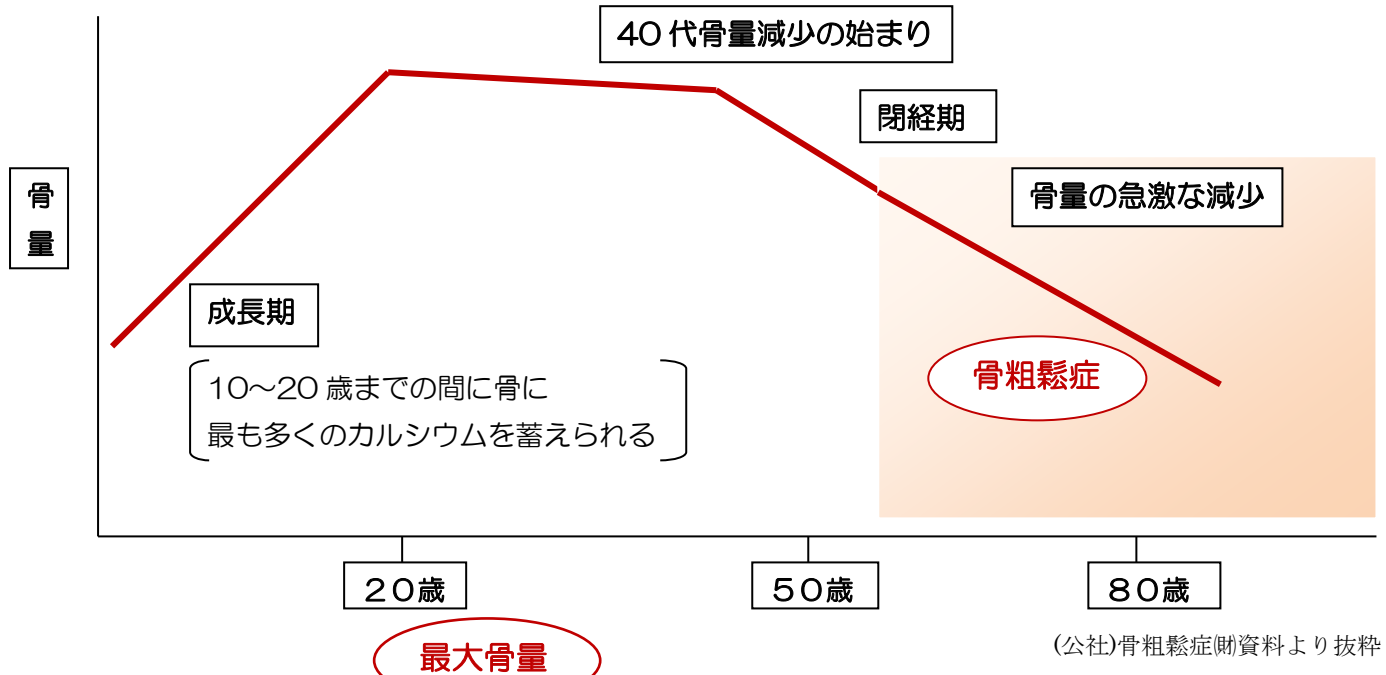 40代骨量減少の始まり
閉経期
骨量の急激な減少
骨
量
成長期
10~20歳までの間に骨に
最も多くのカルシウムを蓄えられる
骨粗鬆症
20歳
50歳
80歳
最大骨量
(公社)骨粗鬆症㈶資料より抜粋